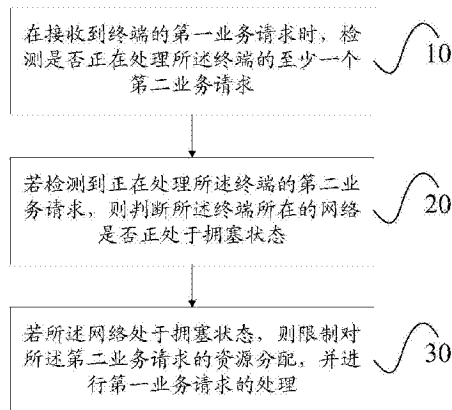 在接收到终端的第一业务请求时，检
测是否正在处理所述终端的至少一个
第二业务请求
10
若检测到正在处理所述终端的第二业
务请求，则判断所述终端所在的网络
是否正处于拥塞状态
20
若所述网络处于拥塞状态，则限制对
所述第二业务请求的资源分配，并进
行第一业务请求的处理
30